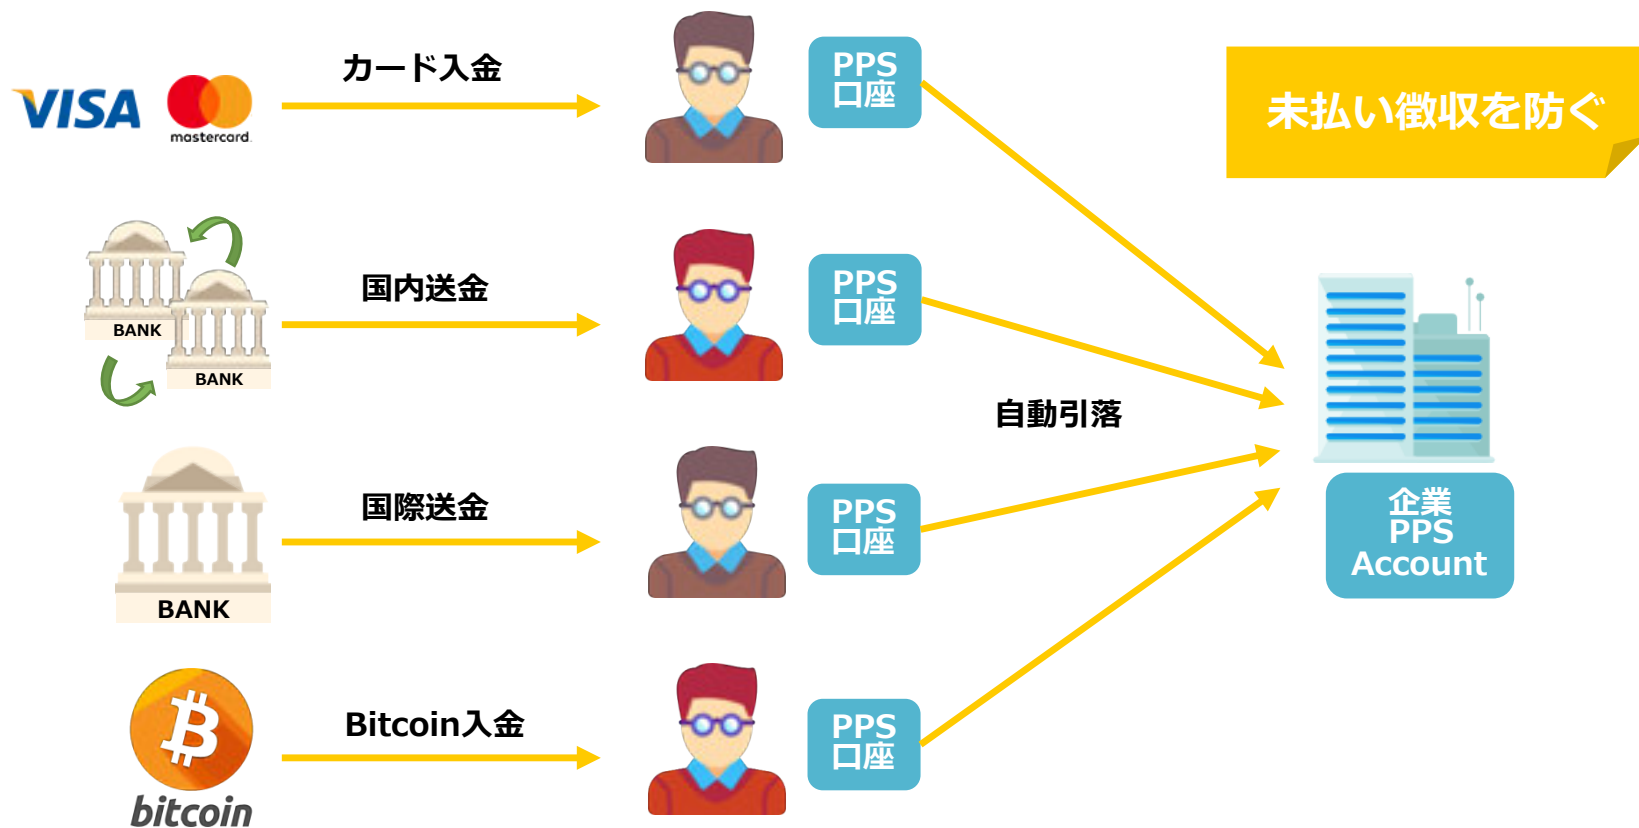 VISA
mastercard
カード入金
PPS
口座
未払い徴収を防ぐ
BANK
BANK
国内送金
PPS
口座
自動引落
BANK
国際送金
PPS
口座
企業
PPS
Account
bitcoin
Bitcoin入金
PPS
口座